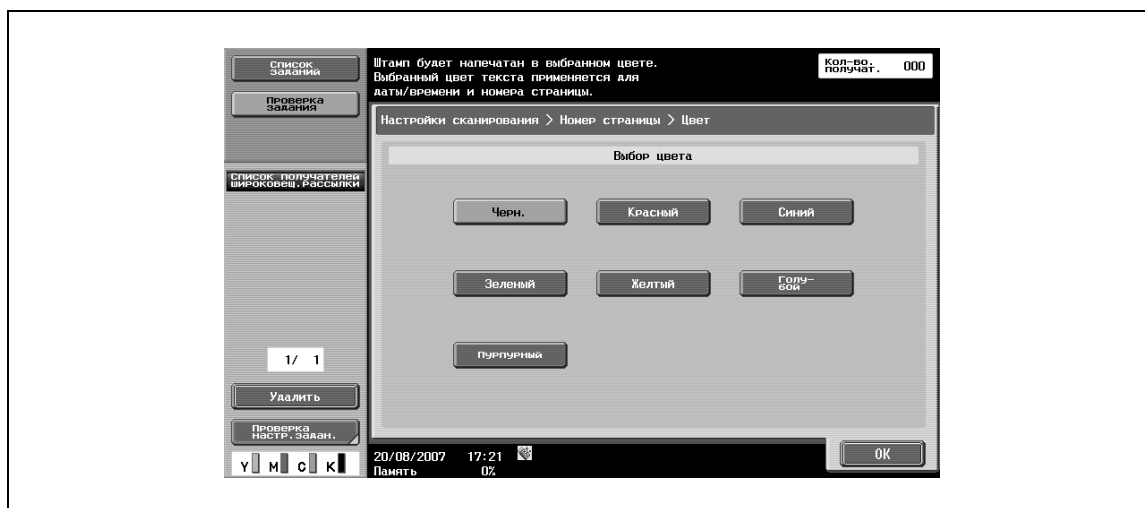 Список
заданий
Проверка
задания
Список получателей
широковещ.рассылки
1/ 1
Удалить
Проверка
настр.задан.
Y M C K
Штамп будет напечатан в выбранном цвете.
Выбранный цвет текста применяется для
даты/времени и номера страницы.
Кол-во.
получат. 000
Настройки сканирования > Номер страницы > Цвет
Выбор цвета
Черн. Красный Синий
Зеленый Желтый Голу-
бой
Пурпурный
20/08/2007 17:21
Память 0%
OK